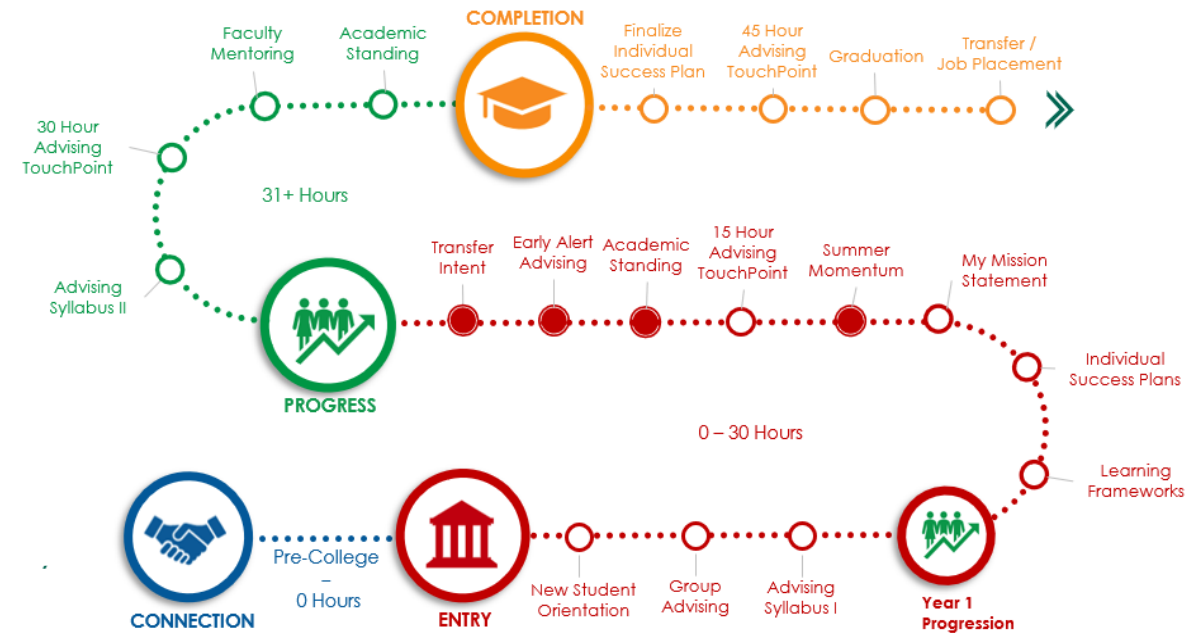 COMPLETION
Faculty
Mentoring
Academic
Standing
Finalize
Individual
Success Plan
45 Hour
Advising
TouchPoint
Graduation
Transfer /
Job Placement
30 Hour
Advising
TouchPoint
31+ Hours
Advising
Syllabus II
PROGRESS
Transfer
Intent
Early Alert
Advising
Academic
Standing
15 Hour
Advising
TouchPoint
Summer
Momentum
My Mission
Statement
Individual
Success Plans
0 – 30 Hours
Learning
Frameworks
CONNECTION
Pre-College
–
0 Hours
ENTRY
New Student
Orientation
Group
Advising
Advising
Syllabus I
Year 1
Progression